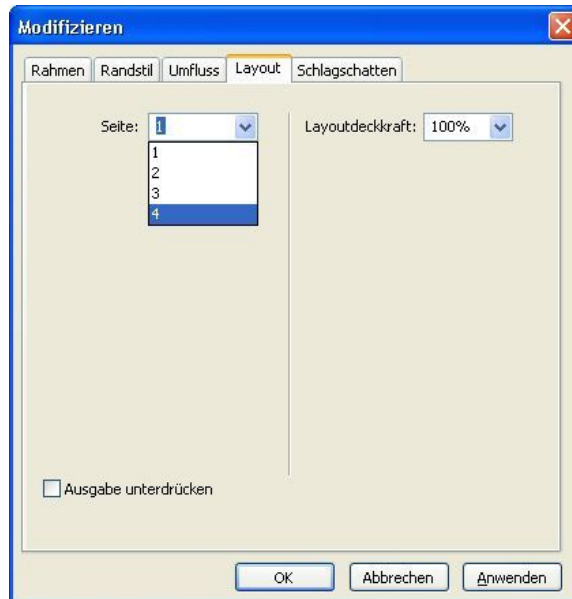 Modifizieren
Rahmen Randstil Umfluss Layout Schlagschatten
Seite: 1 Layoutdeckkraft: 100%
1
2
3
4
Ausgabe unterdrücken
OK Abbrechen Anwenden